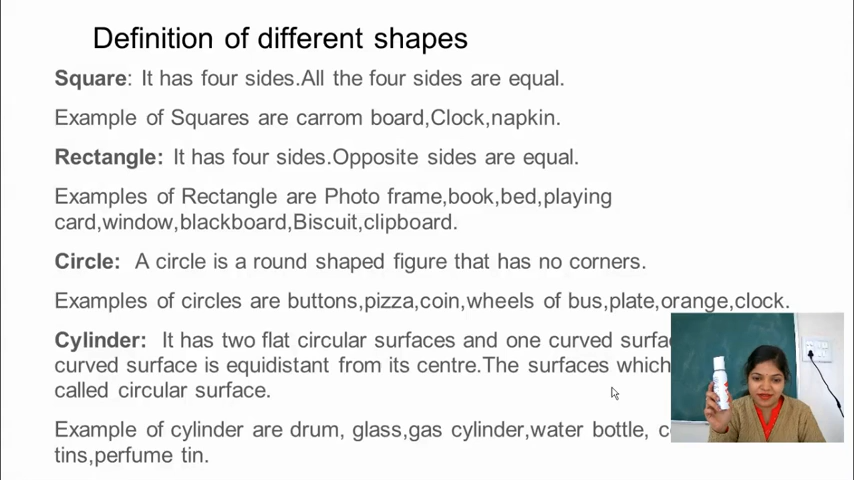 Definition of different shapes
Square: It has four sides.All the four sides are equal.
Example of Squares are carrom board,Clock,napkin.
Rectangle: It has four sides.Opposite sides are equal.
Examples of Rectangle are Photo frame,book,bed,playing
card,window,blackboard,Biscuit,clipboard.
Circle: A circle is a round shaped figure that has no corners.
Examples of circles are buttons,pizza,coin,wheels of bus,plate,orange,clock.
Cylinder: It has two flat circular surfaces and one curved
curved surface is equidistant from its centre.The surfaces which
called circular surface.
Example of cylinder are drum, glass,gas cylinder,water bottle,
tins,perfume tin.